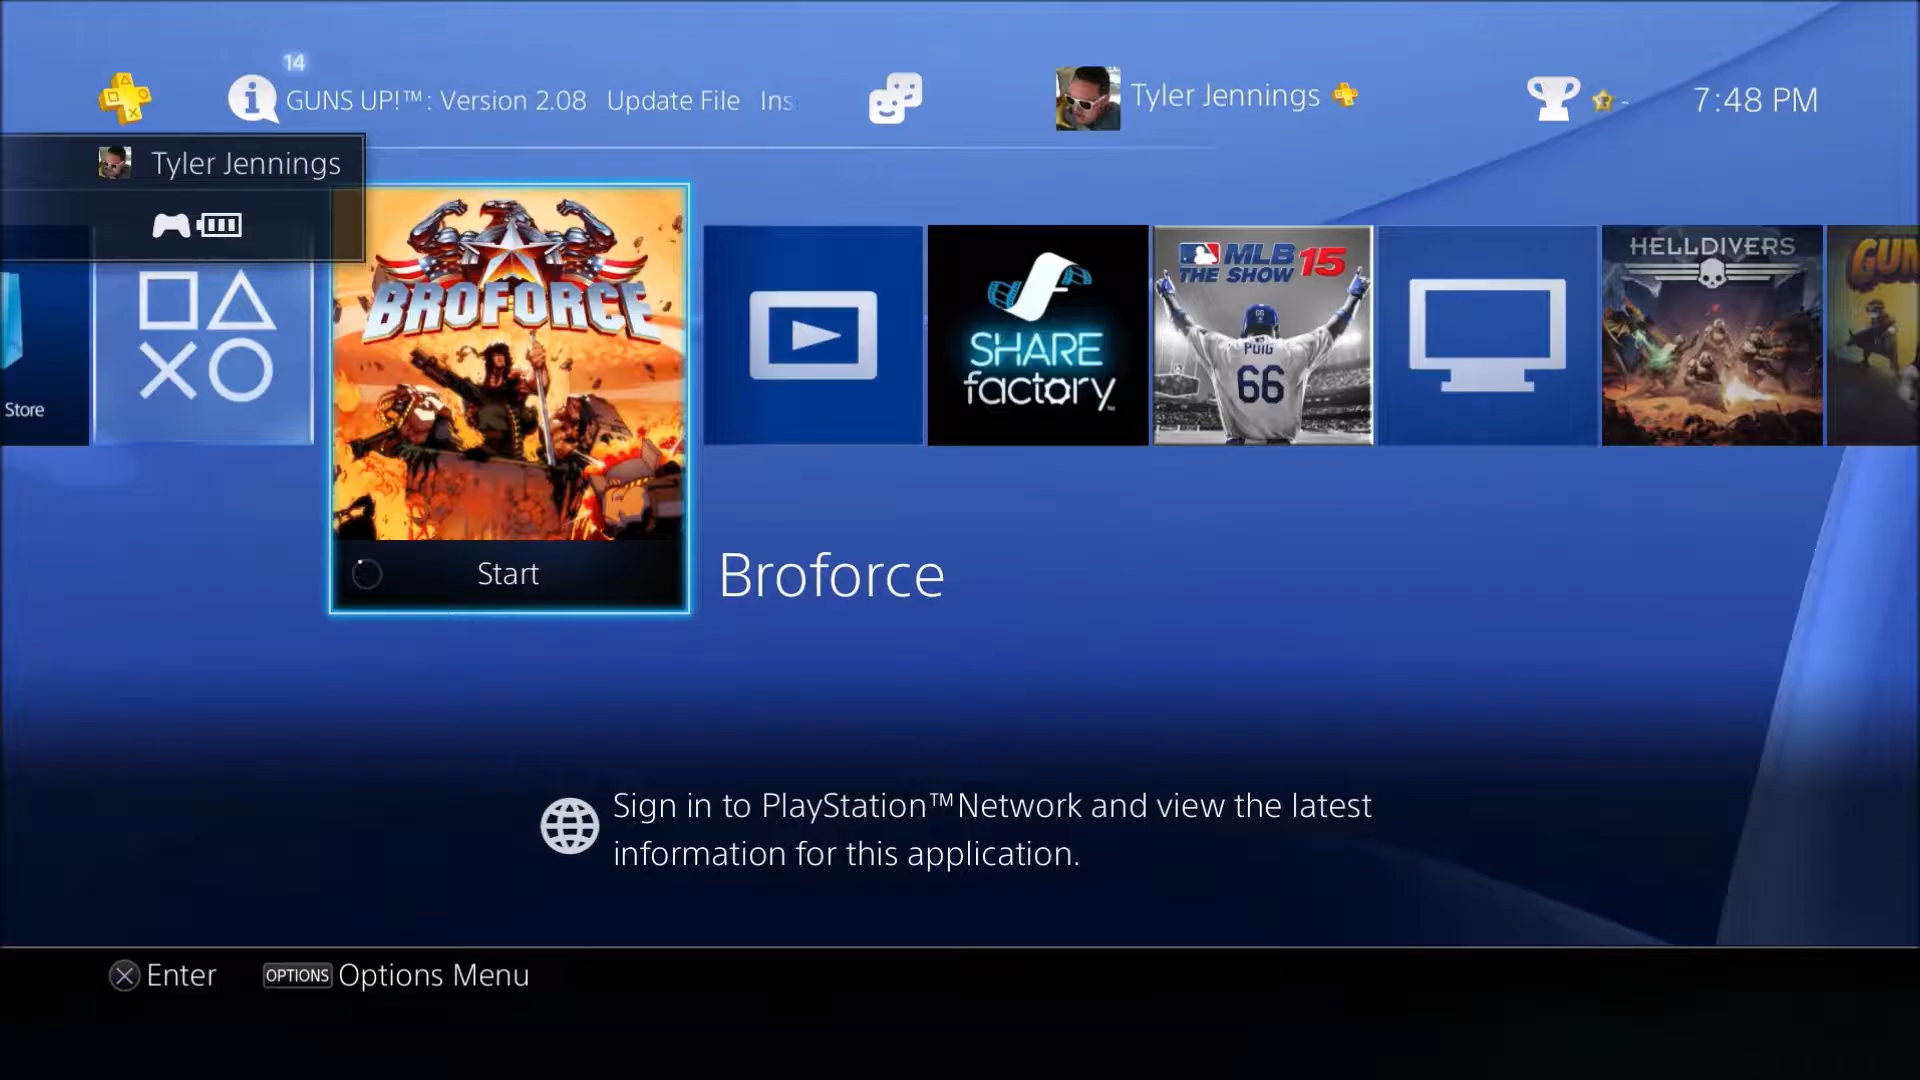 14
GUNS UP!™: Version 2.08 Update File Ins
Tyler Jennings
-
7:48 PM
Tyler Jennings
Store
BROFORCE
Start
SHARE
factory™
MLB 15
THE SHOW
PUIG
66
HELLDIVERS
GUN
Broforce
Sign in to PlayStation™Network and view the latest
information for this application.
Enter OPTIONS Options Menu